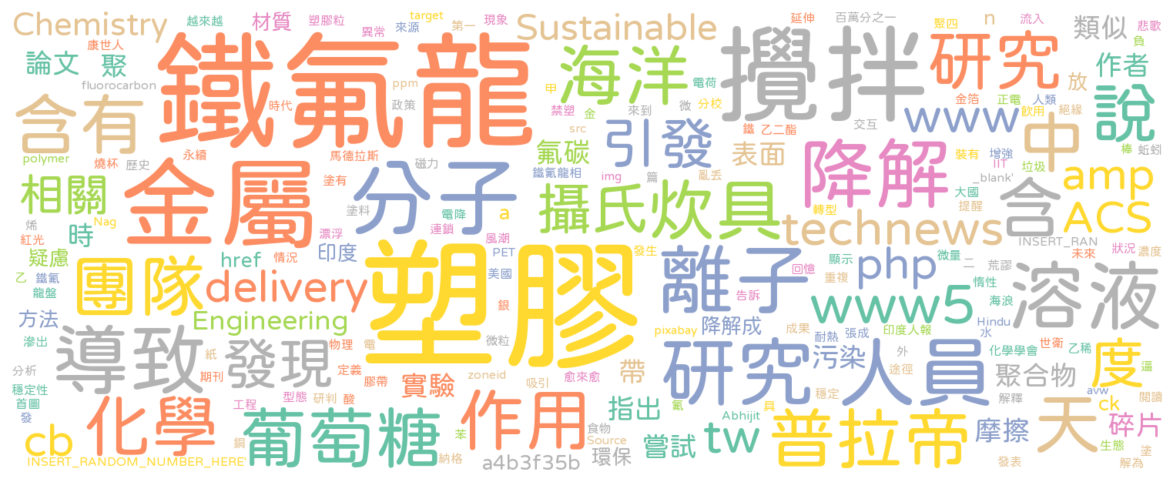 Chemistry
越來越
材質
塑膠粒
異常
來源
target
第一
現象
Sustainable
延伸
百萬分之一
聚四
n
流入
類似
悲歌
負
康世人
論文
聚
fluorocarbon
鐵氟龍
時代
ppm
政策
海洋
電荷
甲
禁塑
金
來到
微
分校
攪拌
研究
金箔
正電
人類
飲用
絕緣
放
作者
說
棒
蚯蚓
含有
polymer
燒杯
歷史
永續
馬德拉斯
磁力
氟碳
鐵氟龍相
引發
src
鐵
乙二酯
表面
亂丟
交互
www
中
裝有
增強
IIT
垃圾
_blank'
相關
烯
Nag
紅光
時
a
金屬
塗有
塗料
漂浮
分子
電降
連鎖
img
篇
攝氏
炊具
降解
轉型
大國
提醒
含
amp
ACS
technews
INSERT_RAN
未來
狀況
濃度
疑慮
乙
鐵氰
龍盤
href
情況
印度
風潮
PET
美國
發生
塑膠
離子
回憶
告訴
顯示
重複
php
微量
二
荒謬
惰性
海浪
溶液
團隊
delivery
銀
www5
方法
滲出
Engineering
微粒
pixabay
降解成
成果
耐熱
張成
印度人報
Hindu
水
世衛
乙稀
分析
穩定性
首圖
發
導致
發現
紙
期刊
物理
電
定義
膠帶
實驗
zoneid
吸引
愈來愈
帶
研究
人員
污染
外
途徑
化學學會
聚合物
解釋
度
逼
avw
閱讀
cb
化學
工程
型態
研判
酸
銅
葡萄糖
苯
納格
作用
食物
Source
指出
氰
嘗試
Abhijit
tw
具
穩定
普拉帝
摩擦
發表
天
ck
碎片
生態
塗
解為
INSERT_RANDOM_NUMBER_HERE'
a4b3f35b
環保